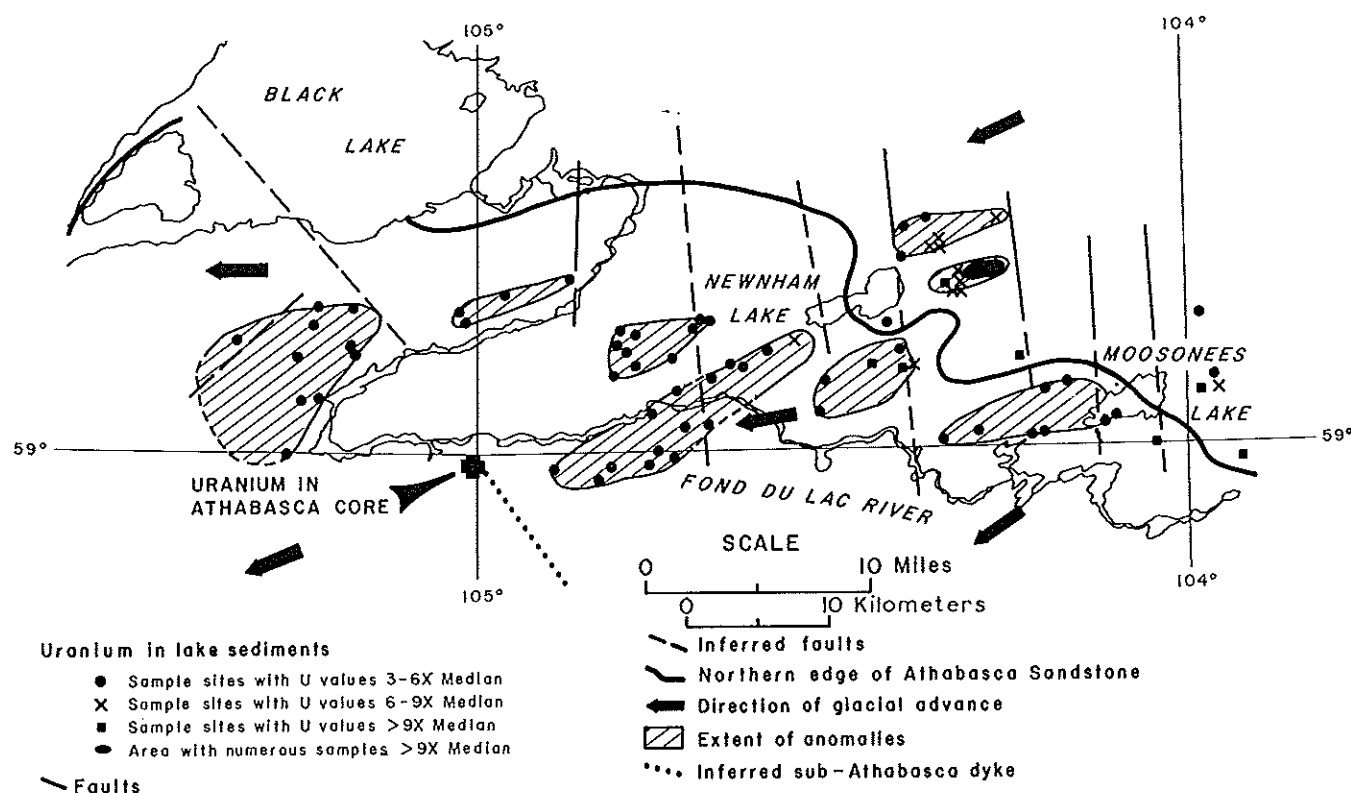 105°
104°
BLACK
LAKE
NEWNHAM
LAKE
MOOSONEES
LAKE
59°
59°
URANIUM IN
ATHABASCA CORE
FOND DU LAC RIVER
105°
104°
SCALE
0 10 Miles
0 10 Kilometers
Uranium in lake sediments
Sample sites with U values 3-6X Median
Sample sites with U values 6-9X Median
Sample sites with U values >9X Median
Area with numerous samples >9X Median
Faults
Inferred faults
Northern edge of Athabasca Sandstone
Direction of glacial advance
Extent of anomalies
Inferred sub-Athabasca dyke